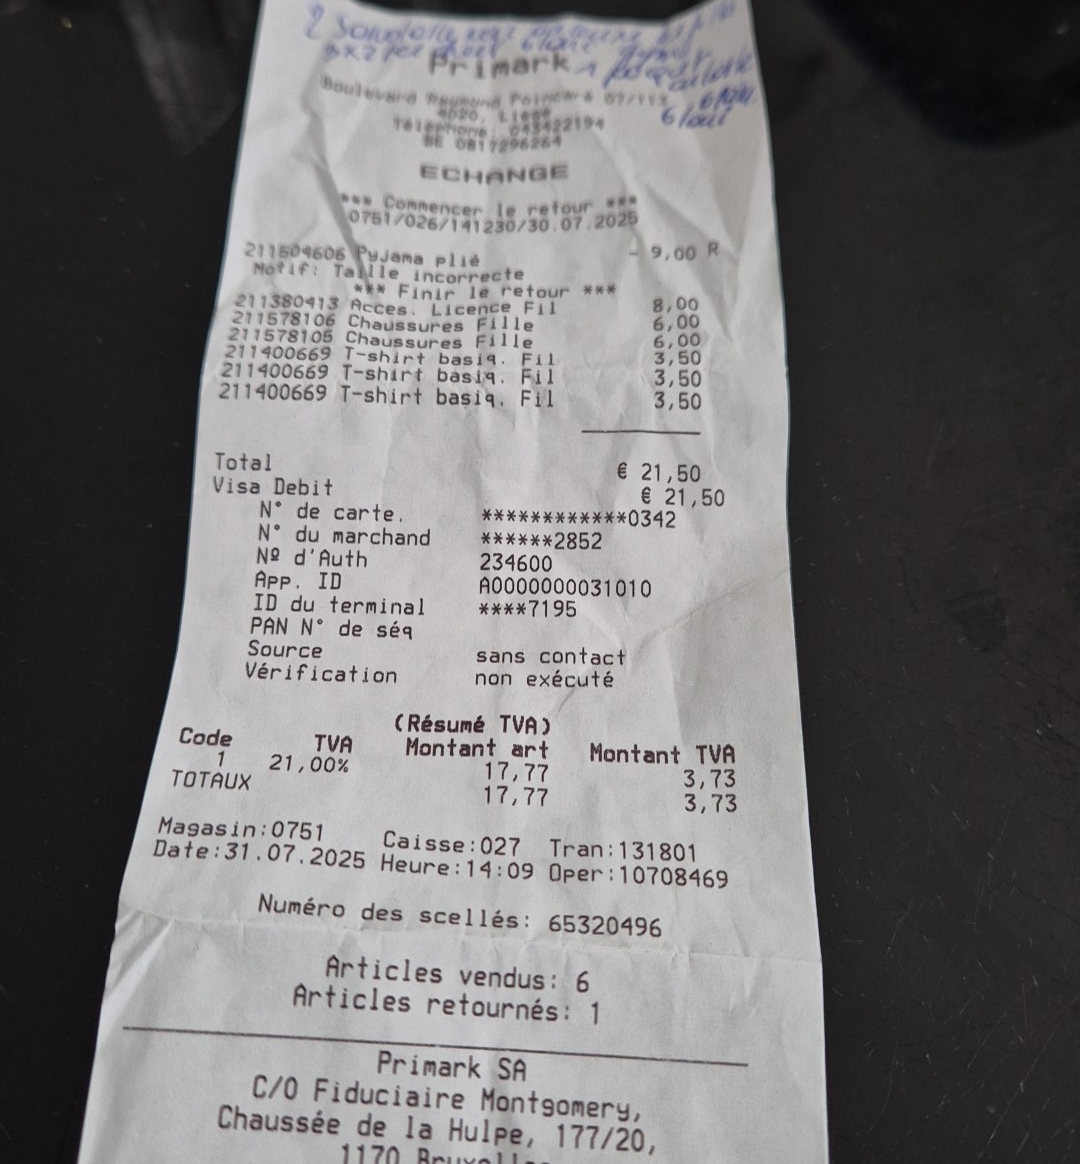 2
6/
Primark
1
Boulevard Raymond Poincaré 07/113
4020, Liege
6/
Téléphone: 043422194
BE 0817296264
ECHANGE
*** Commencer le retour ***
0751/026/141230/30.07.2025
211504606 Pyjama plié - 9,00 R
Motif: Taille incorrecte
*** Finir le retour ***
211380413 Acces. Licence Fil 8,00
211578106 Chaussures Fille 6,00
211578105 Chaussures Fille 6,00
211400669 T-shirt basiq. Fil 3,50
211400669 T-shirt basiq. Fil 3,50
211400669 T-shirt basiq. Fil 3,50
Total € 21,50
Visa Debit € 21,50
N° de carte. ************0342
N° du marchand ******2852
Nº d'Auth 234600
App. ID A0000000031010
ID du terminal ****7195
PAN N° de séq
Source sans contact
Vérification non exécuté
(Résumé TVA)
Code TVA Montant art Montant TVA
1 21,00% 17,77 3,73
TOTAUX 17,77 3,73
Magasin:0751 Caisse:027 Tran:131801
Date:31.07.2025 Heure:14:09 Oper:10708469
Numéro des scellés: 65320496
Articles vendus: 6
Articles retournés: 1
Primark SA
C/O Fiduciaire Montgomery,
Chaussée de la Hulpe, 177/20,
1170 Bruxelles